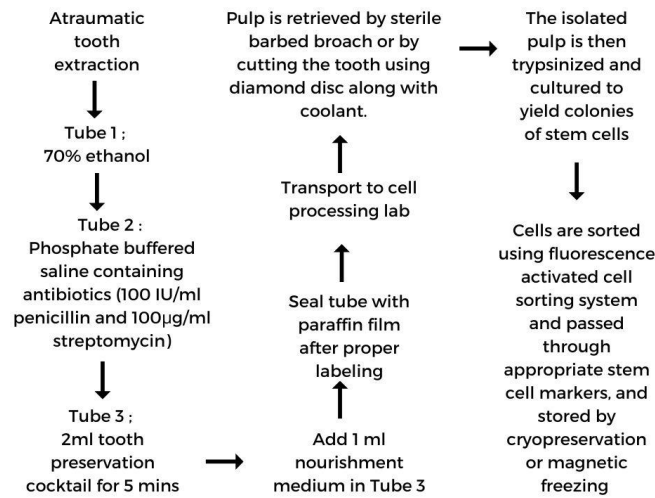 Atraumatic
tooth
extraction
Tube 1 ;
70% ethanol
Tube 2 :
Phosphate buffered
saline containing
antibiotics (100 IU/ml
penicillin and 100µg/ml
streptomycin)
Tube 3 ;
2ml tooth
preservation
cocktail for 5 mins
Add 1 ml
nourishment
medium in Tube 3
Seal tube with
paraffin film
after proper
labeling
Transport to cell
processing lab
Pulp is retrieved by sterile
barbed broach or by
cutting the tooth using
diamond disc along with
coolant.
The isolated
pulp is then
trypsinized and
cultured to
yield colonies
of stem cells
Cells are sorted
using fluorescence
activated cell
sorting system
and passed
through
appropriate stem
cell markers, and
stored by
cryopreservation
or magnetic
freezing